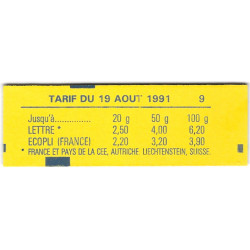 TARIF DU 19 AOUT 1991 9
Jusqu'à............... 20 g 50 g 100 g
LETTRE * 2,50 4,00 6,20
ECOPLI (FRANCE) 2,20 3,20 3,90
* FRANCE ET PAYS DE LA CEE, AUTRICHE, LIECHTENSTEIN, SUISSE.